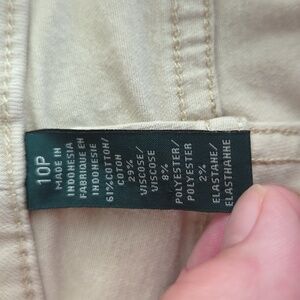 10P
MADE IN
INDONESIA
FABRIQUE EN
INDONESIE
61%COTTON/
COTON
29%
VISCOSE/
VISCOSE
8%
POLYESTER/
POLYESTER
2%
ELASTANE/
ELASTHANNE